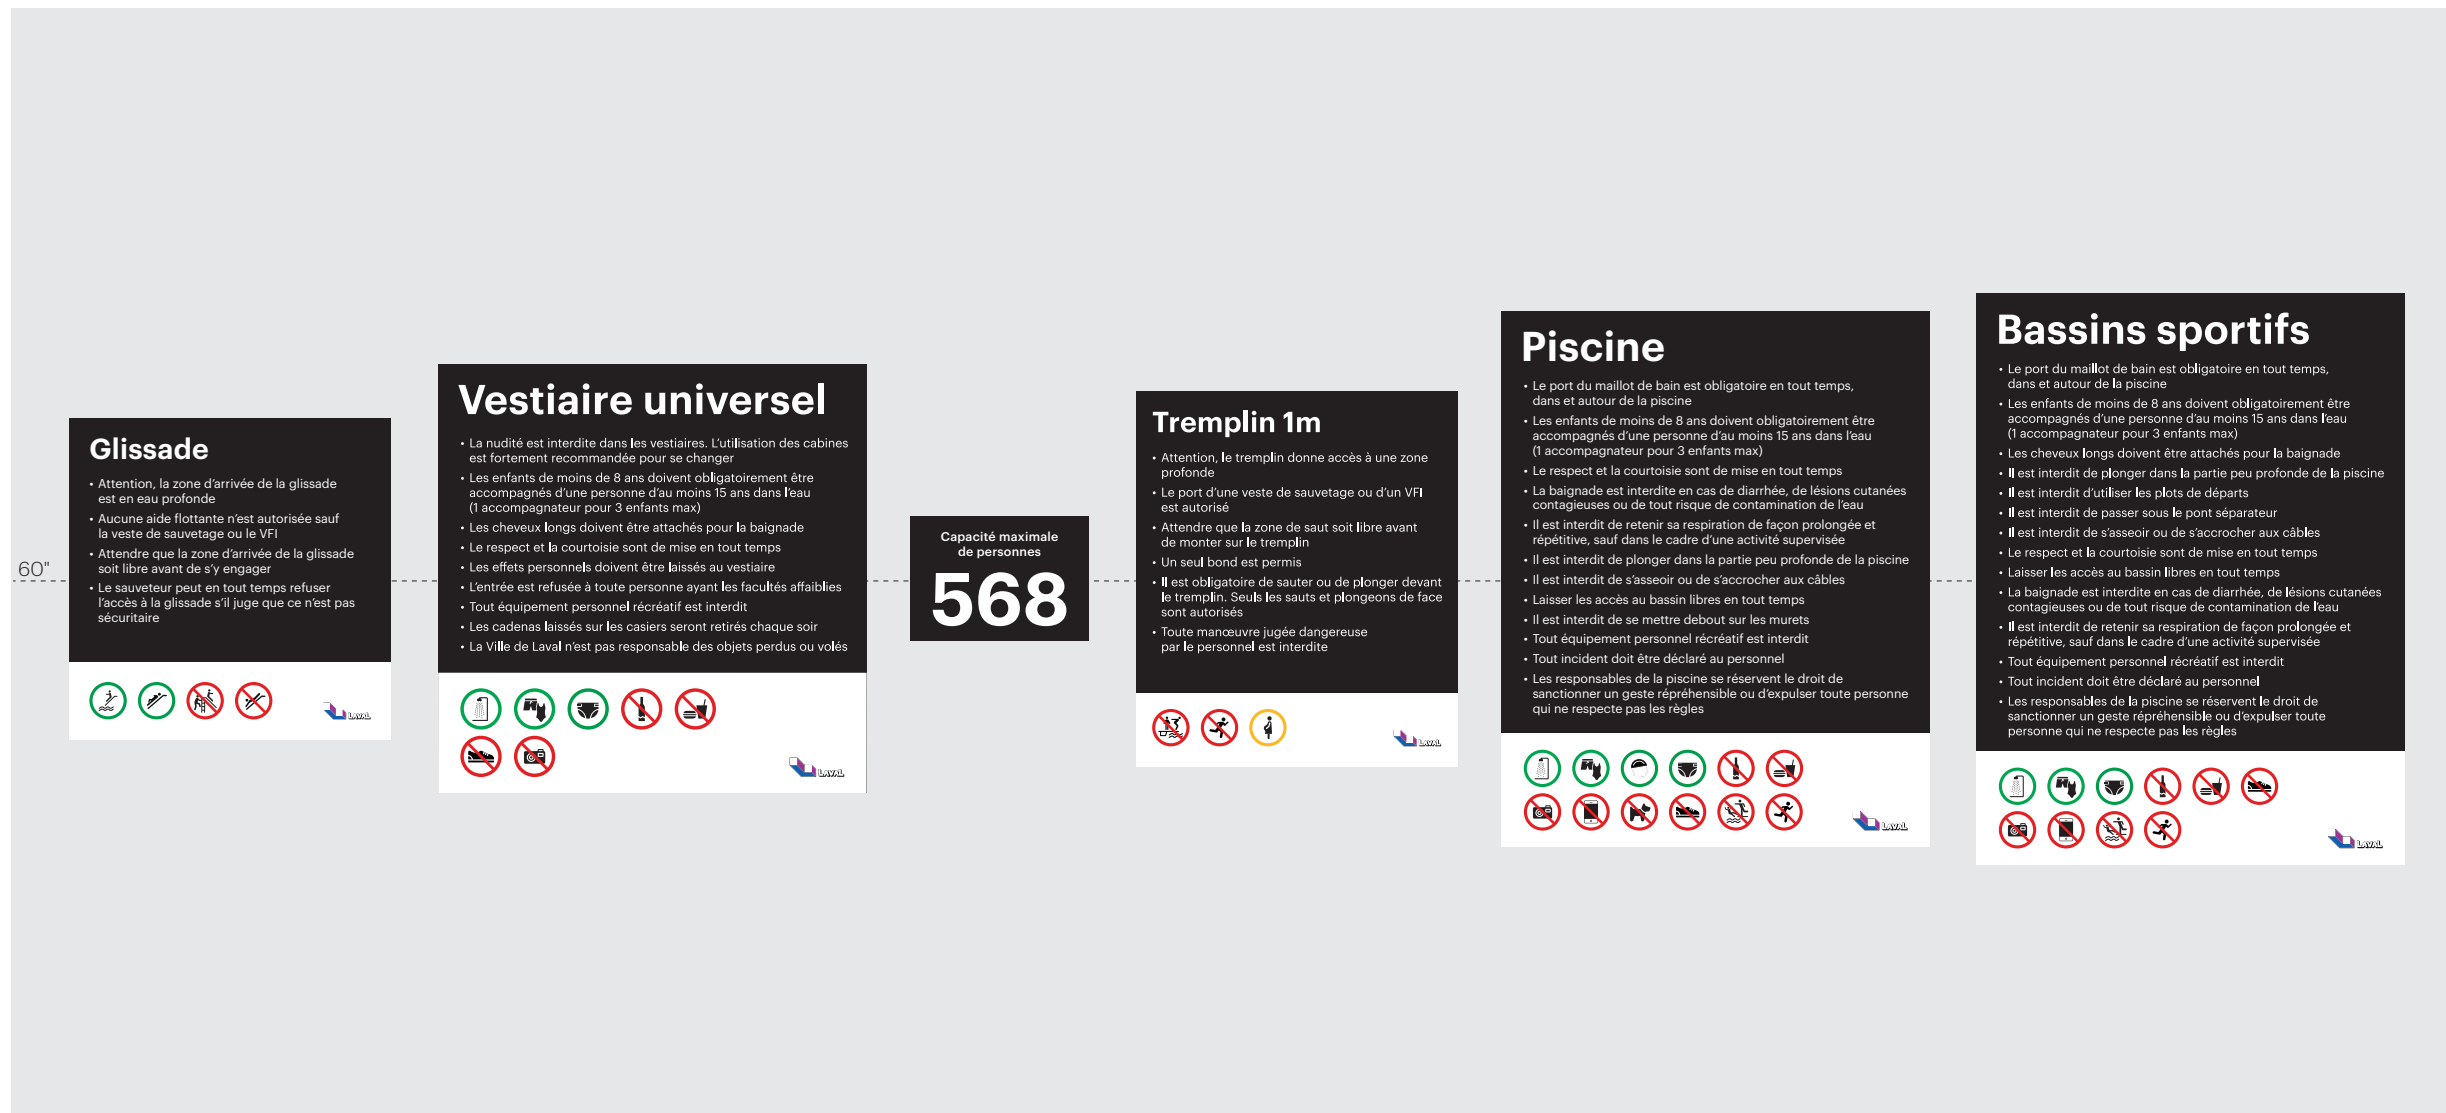 60"
Glissade
• Attention, la zone d’arrivée de la glissade
est en eau profonde
• Aucune aide flottante n’est autorisée sauf
la veste de sauvetage ou le VFI
• Attendre que la zone d’arrivée de la glissade
soit libre avant de s’y engager
• Le sauveteur peut en tout temps refuser
l’accès à la glissade s’il juge que ce n’est pas
sécuritaire
LAVAL
Vestiaire universel
• La nudité est interdite dans les vestiaires. L’utilisation des cabines
est fortement recommandée pour se changer
• Les enfants de moins de 8 ans doivent obligatoirement être
accompagnés d’une personne d’au moins 15 ans dans l’eau
(1 accompagnateur pour 3 enfants max)
• Les cheveux longs doivent être attachés pour la baignade
• Le respect et la courtoisie sont de mise en tout temps
• Les effets personnels doivent être laissés au vestiaire
• L’entrée est refusée à toute personne ayant les facultés affaiblies
• Tout équipement personnel récréatif est interdit
• Les cadenas laissés sur les casiers seront retirés chaque soir
• La Ville de Laval n’est pas responsable des objets perdus ou volés
LAVAL
Capacité maximale
de personnes
568
Tremplin 1m
• Attention, le tremplin donne accès à une zone
profonde
• Le port d’une veste de sauvetage ou d’un VFI
est autorisé
• Attendre que la zone de saut soit libre avant
de monter sur le tremplin
• Un seul bond est permis
• Il est obligatoire de sauter ou de plonger devant
le tremplin. Seuls les sauts et plongeons de face
sont autorisés
• Toute manœuvre jugée dangereuse
par le personnel est interdite
LAVAL
Piscine
• Le port du maillot de bain est obligatoire en tout temps,
dans et autour de la piscine
• Les enfants de moins de 8 ans doivent obligatoirement être
accompagnés d’une personne d’au moins 15 ans dans l’eau
(1 accompagnateur pour 3 enfants max)
• Le respect et la courtoisie sont de mise en tout temps
• La baignade est interdite en cas de diarrhée, de lésions cutanées
contagieuses ou de tout risque de contamination de l’eau
• Il est interdit de retenir sa respiration de façon prolongée et
répétitive, sauf dans le cadre d’une activité supervisée
• Il est interdit de plonger dans la partie peu profonde de la piscine
• Il est interdit de s’asseoir ou de s’accrocher aux câbles
• Laisser les accès au bassin libres en tout temps
• Il est interdit de se mettre debout sur les murets
• Tout équipement personnel récréatif est interdit
• Tout incident doit être déclaré au personnel
• Les responsables de la piscine se réservent le droit de
sanctionner un geste répréhensible ou d’expulser toute personne
qui ne respecte pas les règles
LAVAL
Bassins sportifs
• Le port du maillot de bain est obligatoire en tout temps,
dans et autour de la piscine
• Les enfants de moins de 8 ans doivent obligatoirement être
accompagnés d’une personne d’au moins 15 ans dans l’eau
(1 accompagnateur pour 3 enfants max)
• Les cheveux longs doivent être attachés pour la baignade
• Il est interdit de plonger dans la partie peu profonde de la piscine
• Il est interdit d’utiliser les plots de départs
• Il est interdit de passer sous le pont séparateur
• Il est interdit de s’asseoir ou de s’accrocher aux câbles
• Le respect et la courtoisie sont de mise en tout temps
• Laisser les accès au bassin libres en tout temps
• La baignade est interdite en cas de diarrhée, de lésions cutanées
contagieuses ou de tout risque de contamination de l’eau
• Il est interdit de retenir sa respiration de façon prolongée et
répétitive, sauf dans le cadre d’une activité supervisée
• Tout équipement personnel récréatif est interdit
• Tout incident doit être déclaré au personnel
• Les responsables de la piscine se réservent le droit de
sanctionner un geste répréhensible ou d’expulser toute
personne qui ne respecte pas les règles
LAVAL